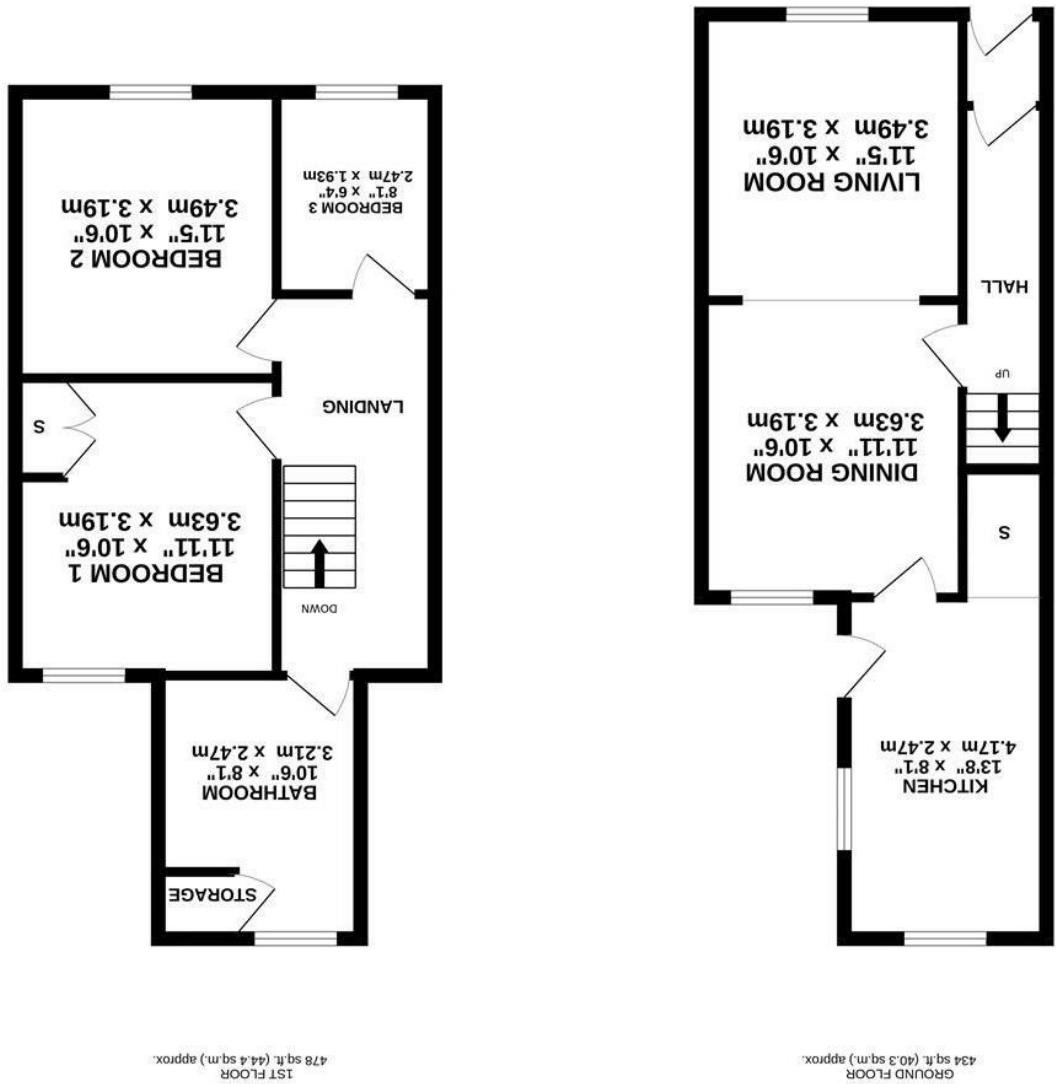 GROUND FLOOR
434 sq.ft. (40.3 sq.m.) approx.
1ST FLOOR
478 sq.ft. (44.4 sq.m.) approx.
KITCHEN
13'8" x 8'1"
4.17m x 2.47m
S
DINING ROOM
11'11" x 10'6"
3.63m x 3.19m
UP
HALL
LIVING ROOM
11'5" x 10'6"
3.49m x 3.19m
STORAGE
BATHROOM
10'6" x 8'1"
3.21m x 2.47m
DOWN
BEDROOM 1
11'11" x 10'6"
3.63m x 3.19m
S
LANDING
BEDROOM 2
11'5" x 10'6"
3.49m x 3.19m
BEDROOM 3
8'1" x 6'4"
2.47m x 1.93m